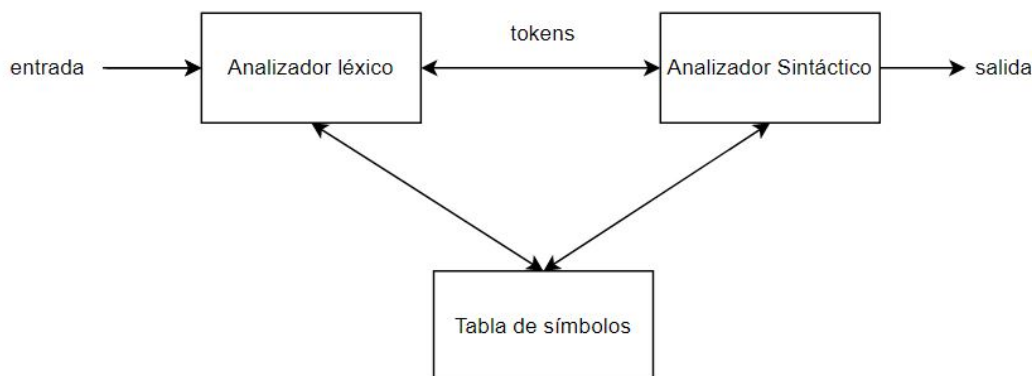 tokens
entrada
Analizador léxico
Analizador Sintáctico
salida
Tabla de símbolos